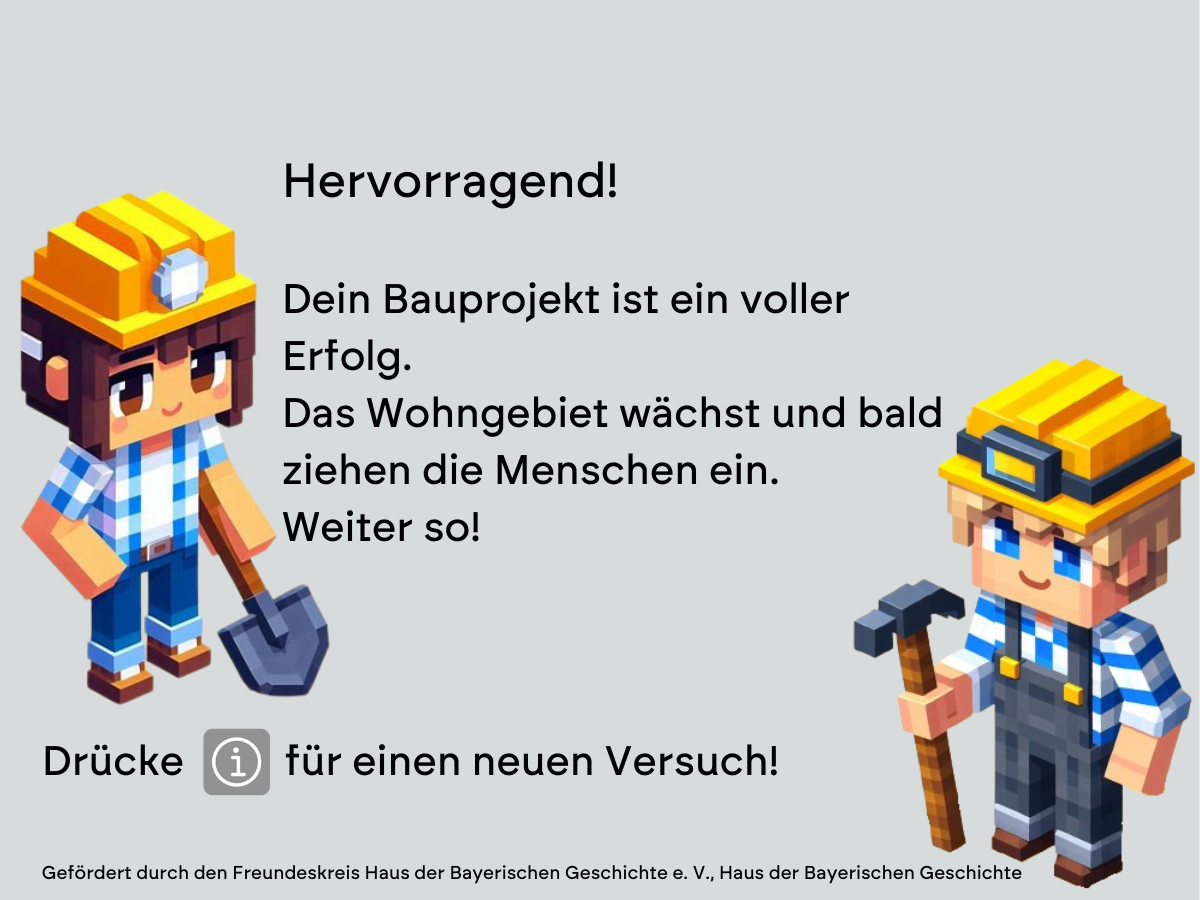 Hervorragend!
Dein Bauprojekt ist ein voller
Erfolg.
Das Wohngebiet wächst und bald
ziehen die Menschen ein.
Weiter so!
Drücke i für einen neuen Versuch!
Gefördert durch den Freundeskreis Haus der Bayerischen Geschichte e. V., Haus der Bayerischen Geschichte